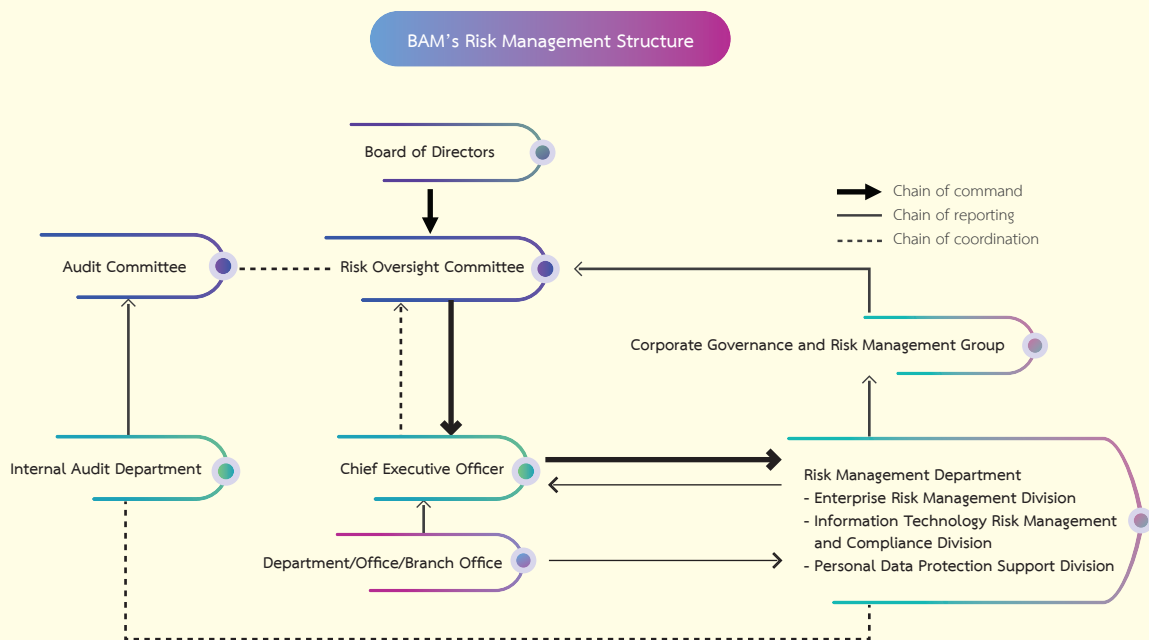 BAM's Risk Management Structure
Board of Directors
Chain of command
Chain of reporting
Chain of coordination
Audit Committee
Risk Oversight Committee
Corporate Governance and Risk Management Group
Internal Audit Department
Chief Executive Officer
Risk Management Department
- Enterprise Risk Management Division
- Information Technology Risk Management
and Compliance Division
- Personal Data Protection Support Division
Department/Office/Branch Office